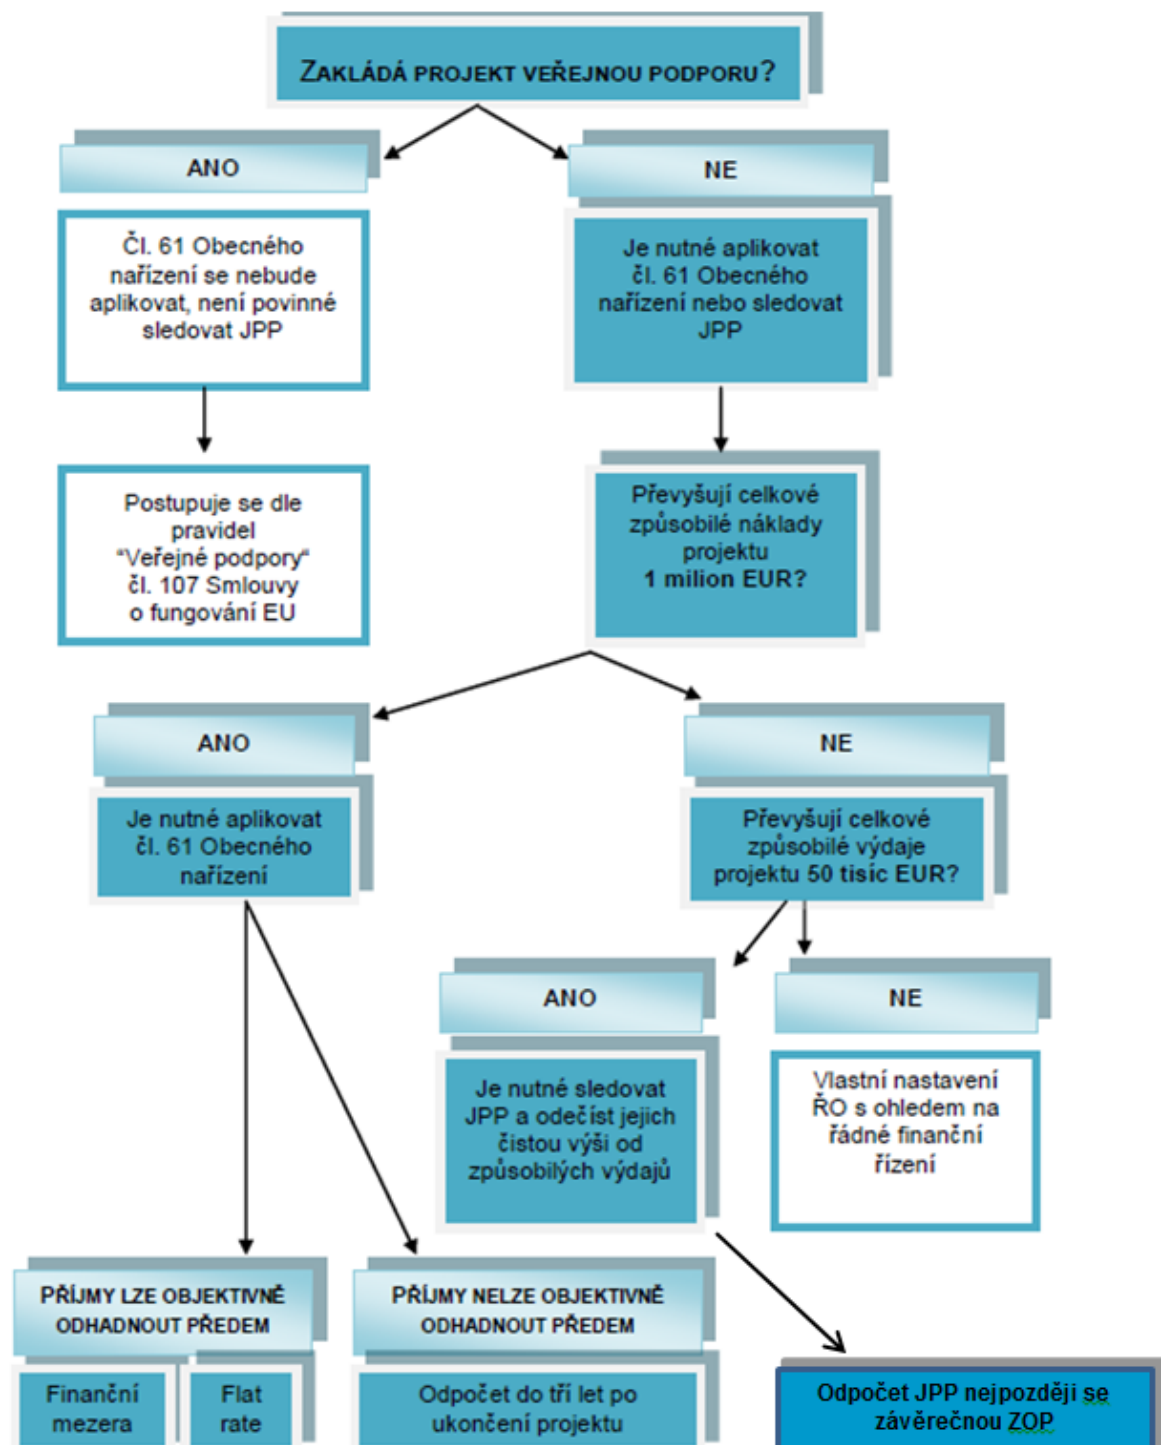 ZAKLÁDÁ PROJEKT VEŘEJNOU PODPORU?
ANO
NE
Čl. 61 Obecného
nařízení se nebude
aplikovat, není povinné
sledovat JPP
Je nutné aplikovat
čl. 61 Obecného
nařízení nebo sledovat
JPP
Postupuje se dle
pravidel
“Veřejné podpory“
čl. 107 Smlouvy
o fungování EU
Převyšují celkové
způsobilé náklady
projektu
1 milion EUR?
ANO
NE
Je nutné aplikovat
čl. 61 Obecného
nařízení
Převyšují celkové
způsobilé výdaje
projektu 50 tisíc EUR?
ANO
NE
Je nutné sledovat
JPP a odečíst jejich
čistou výši od
způsobilých výdajů
Vlastní nastavení
ŘO s ohledem na
řádné finanční
řízení
PŘÍJMY LZE OBJEKTIVNĚ
ODHADNOUT PŘEDEM
PŘÍJMY NELZE OBJEKTIVNĚ
ODHADNOUT PŘEDEM
Finanční
mezera
Flat
rate
Odpočet do tří let po
ukončení projektu
Odpočet JPP nejpozději se
závěrečnou ZOP